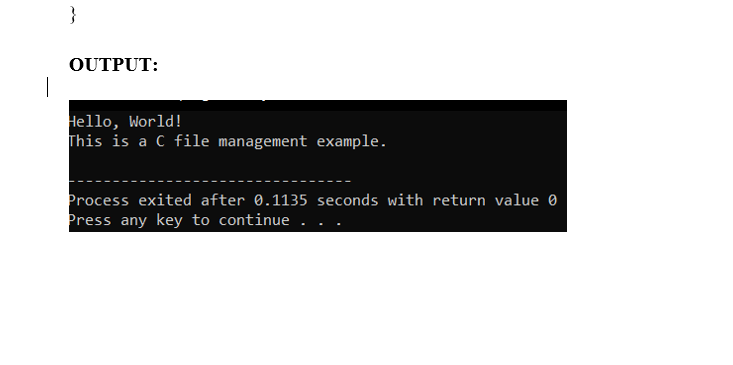 }
OUTPUT:
Hello, World!
This is a C file management example.
--------------------------------
Process exited after 0.1135 seconds with return value 0
Press any key to continue . . .